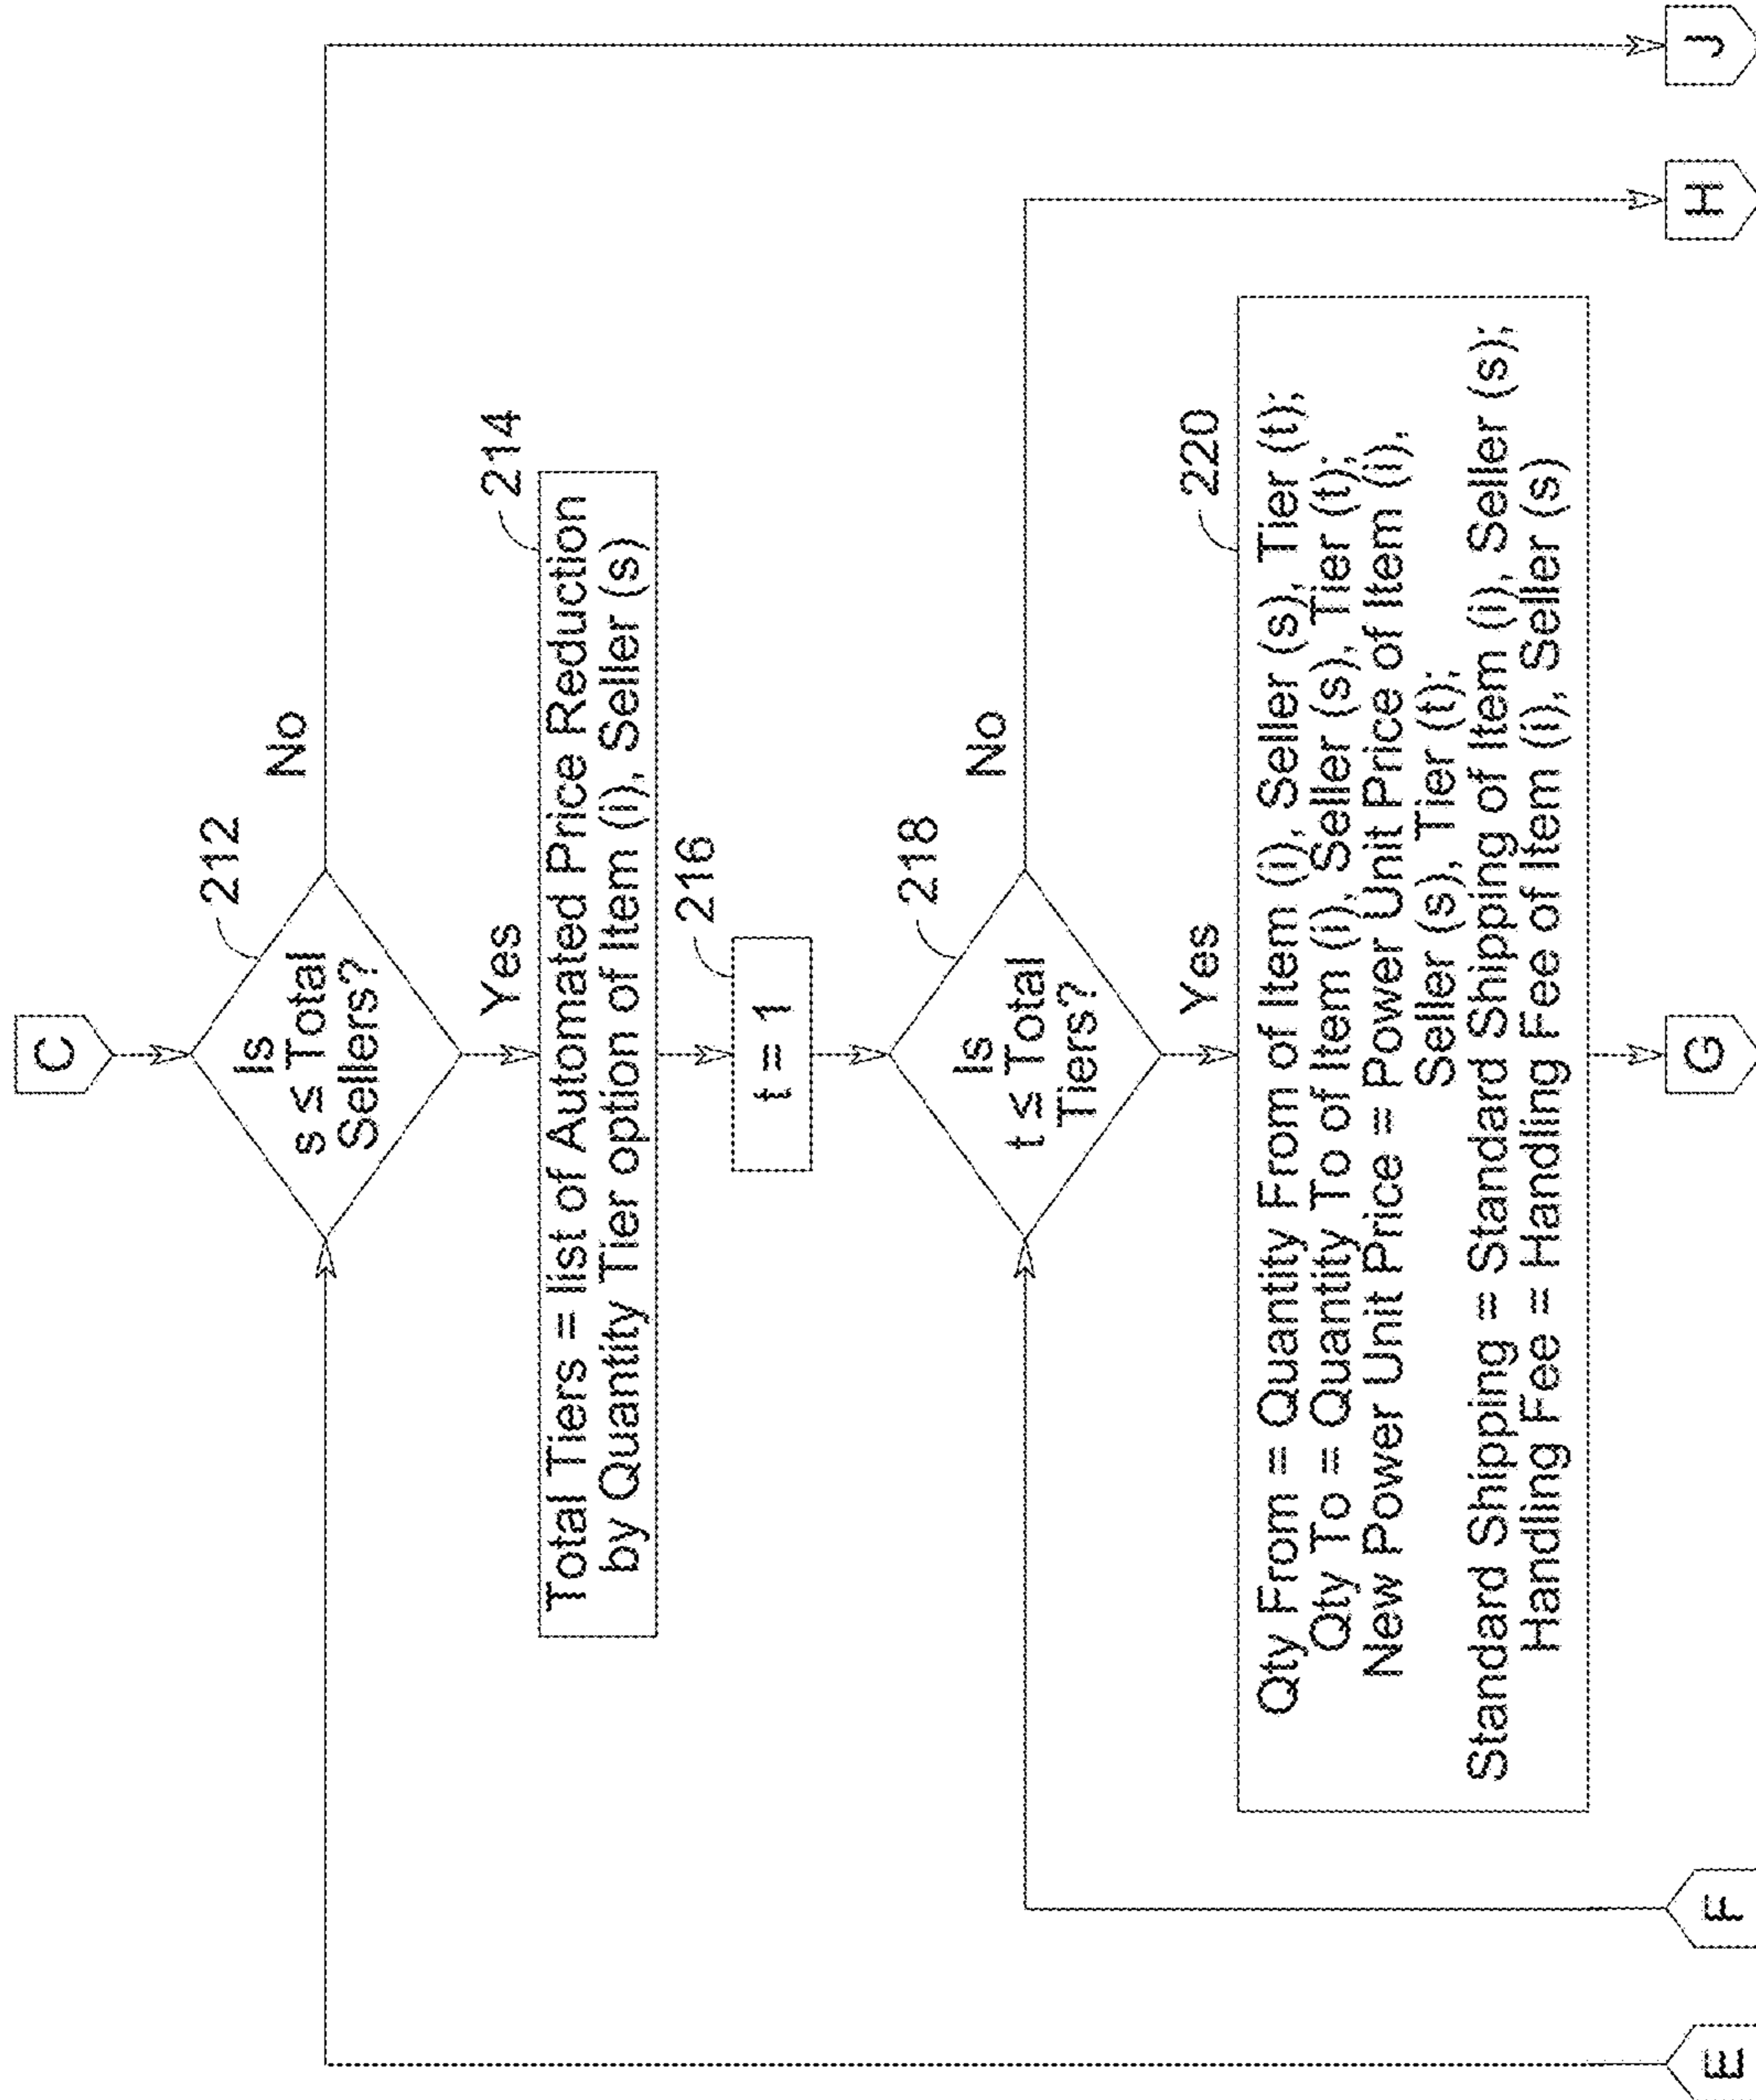 C
212
Is
s ≤ Total
Sellers?
No
Yes
214
Total Tiers = list of Automated Price Reduction
by Quantity Tier option of Item (i), Seller (s)
216
t = 1
218
Is
t ≤ Total
Tiers?
No
Yes
220
Qty From = Quantity From of Item (i), Seller (s), Tier (t);
Qty To = Quantity To of Item (i), Seller (s), Tier (t);
New Power Unit Price = Power Unit Price of Item (i),
Seller (s), Tier (t);
Standard Shipping = Standard Shipping of Item (i), Seller (s);
Handling Fee = Handling Fee of Item (i), Seller (s)
E
F
G
H
J